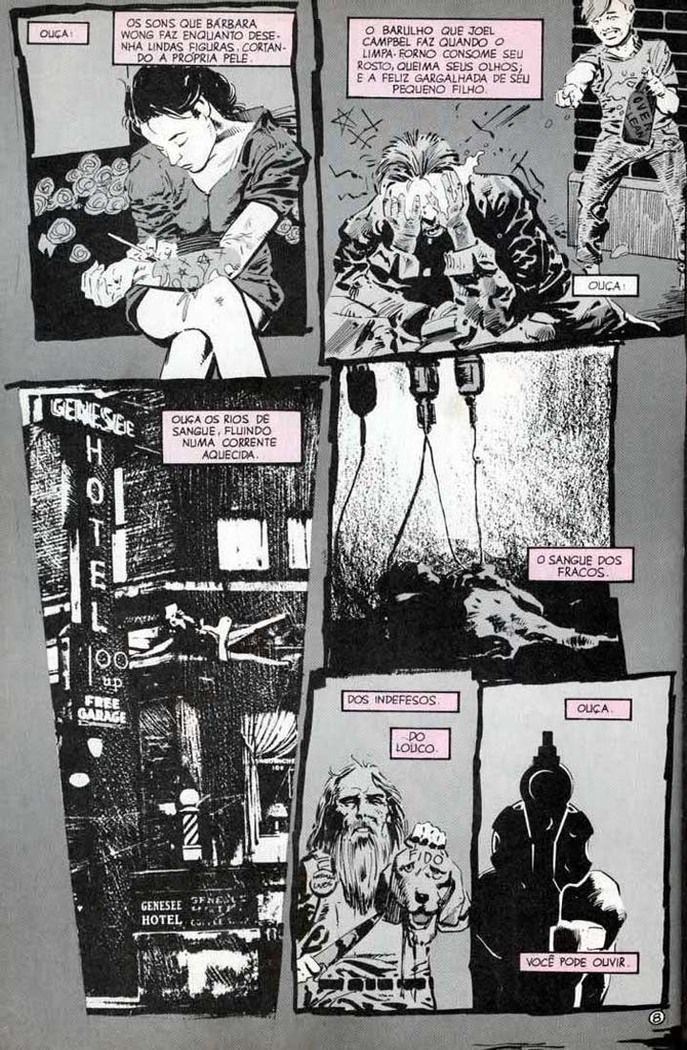 OUÇA:
OS SONS QUE BÁRBARA
WONG FAZ ENQUANTO DESE-
NHA LINDAS FIGURAS, CORTAN-
DO A PRÓPRIA PELE.
O BARULHO QUE JOEL
CAMPBEL FAZ QUANDO O
LIMPA-FORNO CONSOME SEU
ROSTO, QUEIMA SEUS OLHOS;
E A FELIZ GARGALHADA DE SEU
PEQUENO FILHO.
OVEN
OUÇA:
GENESEE
HOTEL
100
up
FREE
GARAGE
OUÇA OS RIOS DE
SANGUE, FLUINDO
NUMA CORRENTE
AQUECIDA.
GENESEE
HOTEL
O SANGUE DOS
FRACOS.
DOS INDEFESOS.
DO
LOUCO.
FIDO
OUÇA.
VOCÊ PODE OUVIR.
8